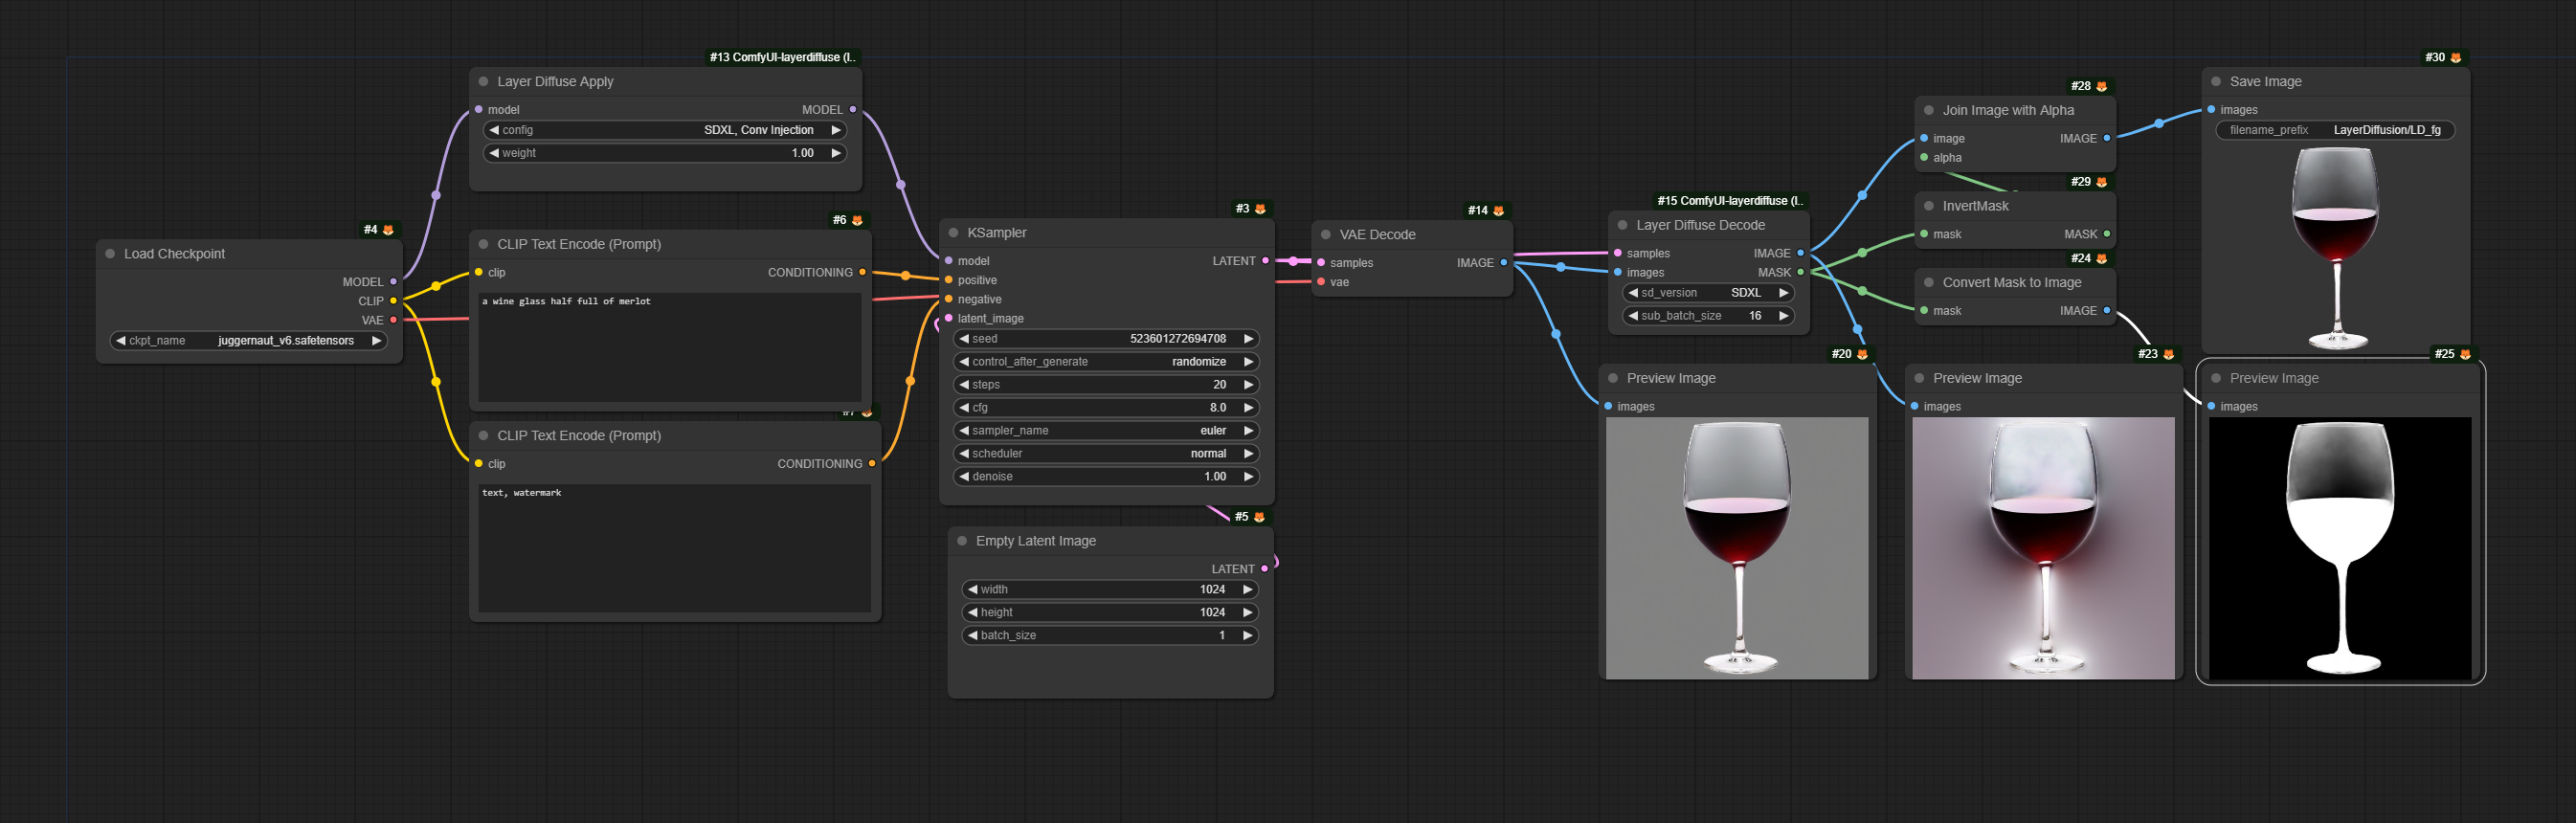 #4
Load Checkpoint
MODEL
CLIP
VAE
ckpt_name juggernaut_v6.safetensors
#13 ComfyUI-layerdiffuse (l..
Layer Diffuse Apply
model MODEL
config SDXL, Conv Injection
weight 1.00
#6
CLIP Text Encode (Prompt)
clip CONDITIONING
a wine glass half full of merlot
#7
CLIP Text Encode (Prompt)
clip CONDITIONING
text, watermark
#3
KSampler
model LATENT
positive
negative
latent_image
seed 523601272694708
control_after_generate randomize
steps 20
cfg 8.0
sampler_name euler
scheduler normal
denoise 1.00
#5
Empty Latent Image
LATENT
width 1024
height 1024
batch_size 1
#14
VAE Decode
samples IMAGE
vae
#15 ComfyUI-layerdiffuse (l..
Layer Diffuse Decode
samples IMAGE
images MASK
sd_version SDXL
sub_batch_size 16
#28
Join Image with Alpha
image IMAGE
alpha
#29
InvertMask
mask MASK
#24
Convert Mask to Image
mask IMAGE
#30
Save Image
images
filename_prefix LayerDiffusion/LD_fg
#20
Preview Image
images
#23
Preview Image
images
#25
Preview Image
images